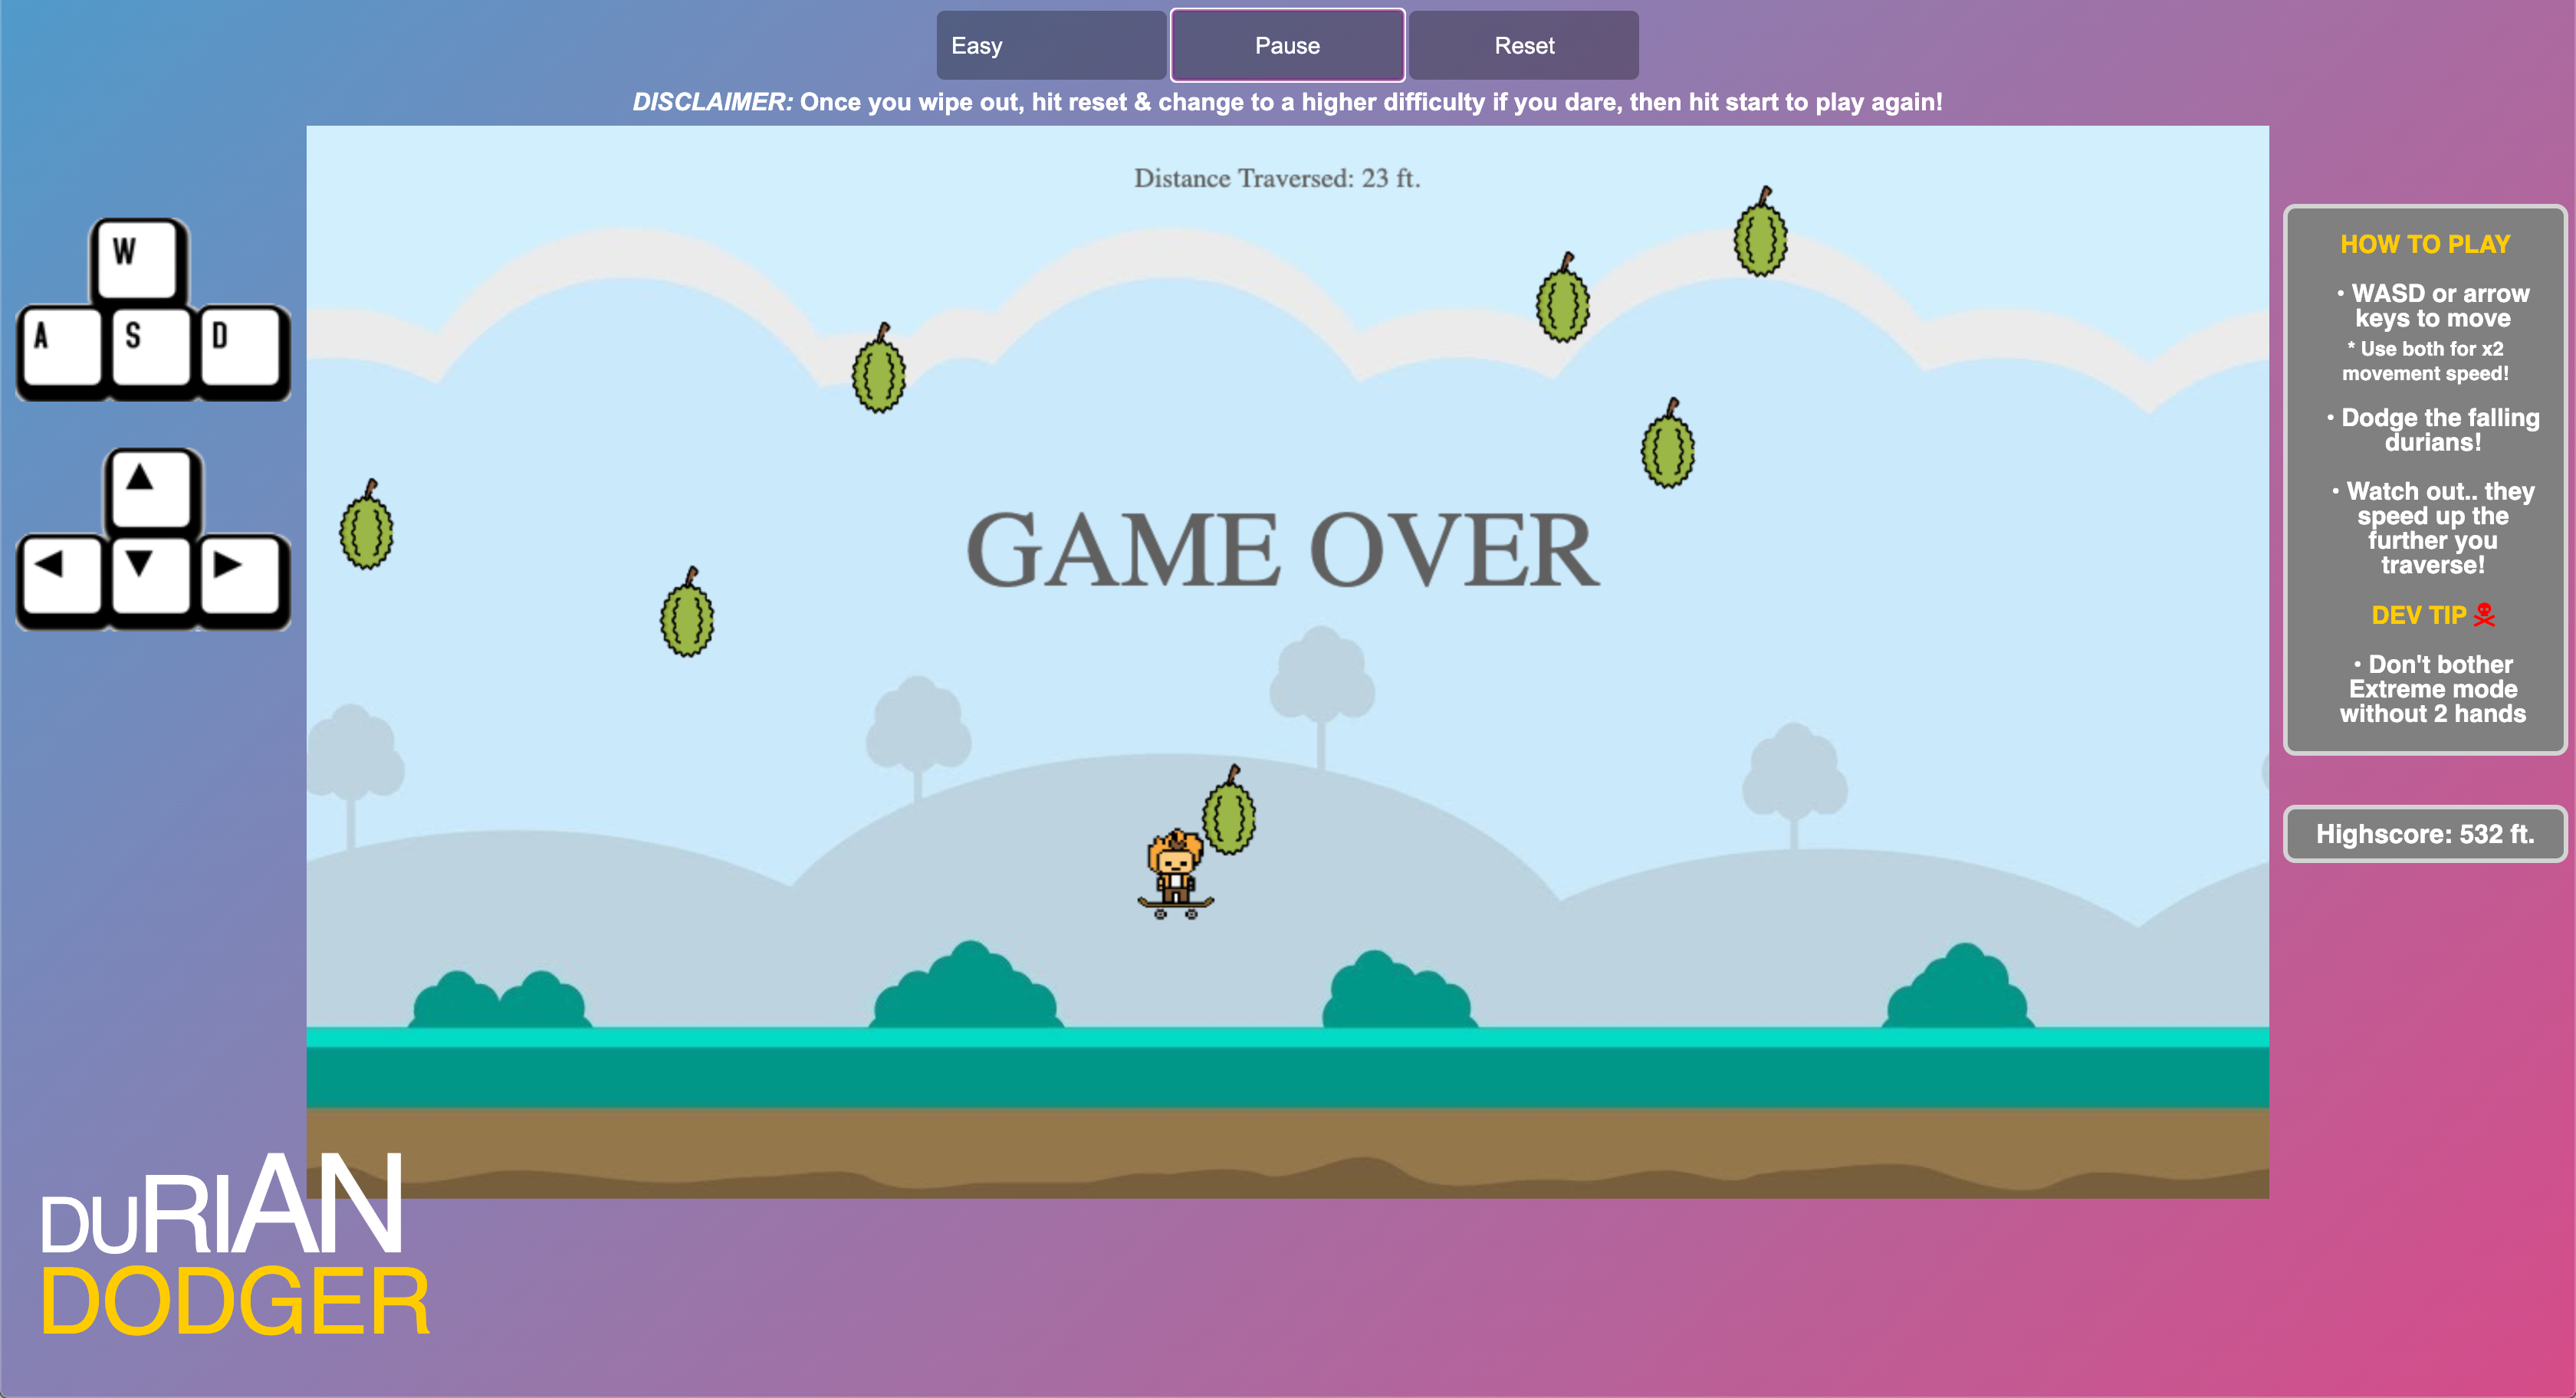 Easy
Pause
Reset
DISCLAIMER: Once you wipe out, hit reset & change to a higher difficulty if you dare, then hit start to play again!
Distance Traversed: 23 ft.
W
A S D
GAME OVER
HOW TO PLAY
• WASD or arrow
keys to move
* Use both for x2
movement speed!
• Dodge the falling
durians!
• Watch out.. they
speed up the
further you
traverse!
DEV TIP
• Don't bother
Extreme mode
without 2 hands
Highscore: 532 ft.
DURIAN
DODGER